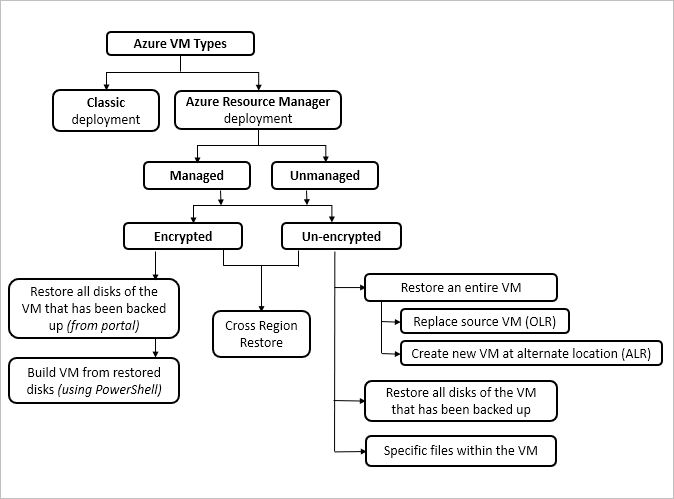 Azure VM Types
Classic
deployment
Azure Resource Manager
deployment
Managed
Unmanaged
Encrypted
Un-encrypted
Restore all disks of the
VM that has been backed
up (from portal)
Build VM from restored
disks (using PowerShell)
Cross Region
Restore
Restore an entire VM
Replace source VM (OLR)
Create new VM at alternate location (ALR)
Restore all disks of the VM
that has been backed up
Specific files within the VM